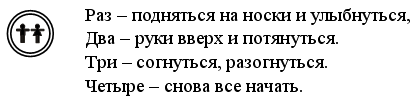 Раз – подняться на носки и улыбнуться,
Два – руки вверх и потянуться.
Три – согнуться, разогнуться.
Четыре – снова все начать.